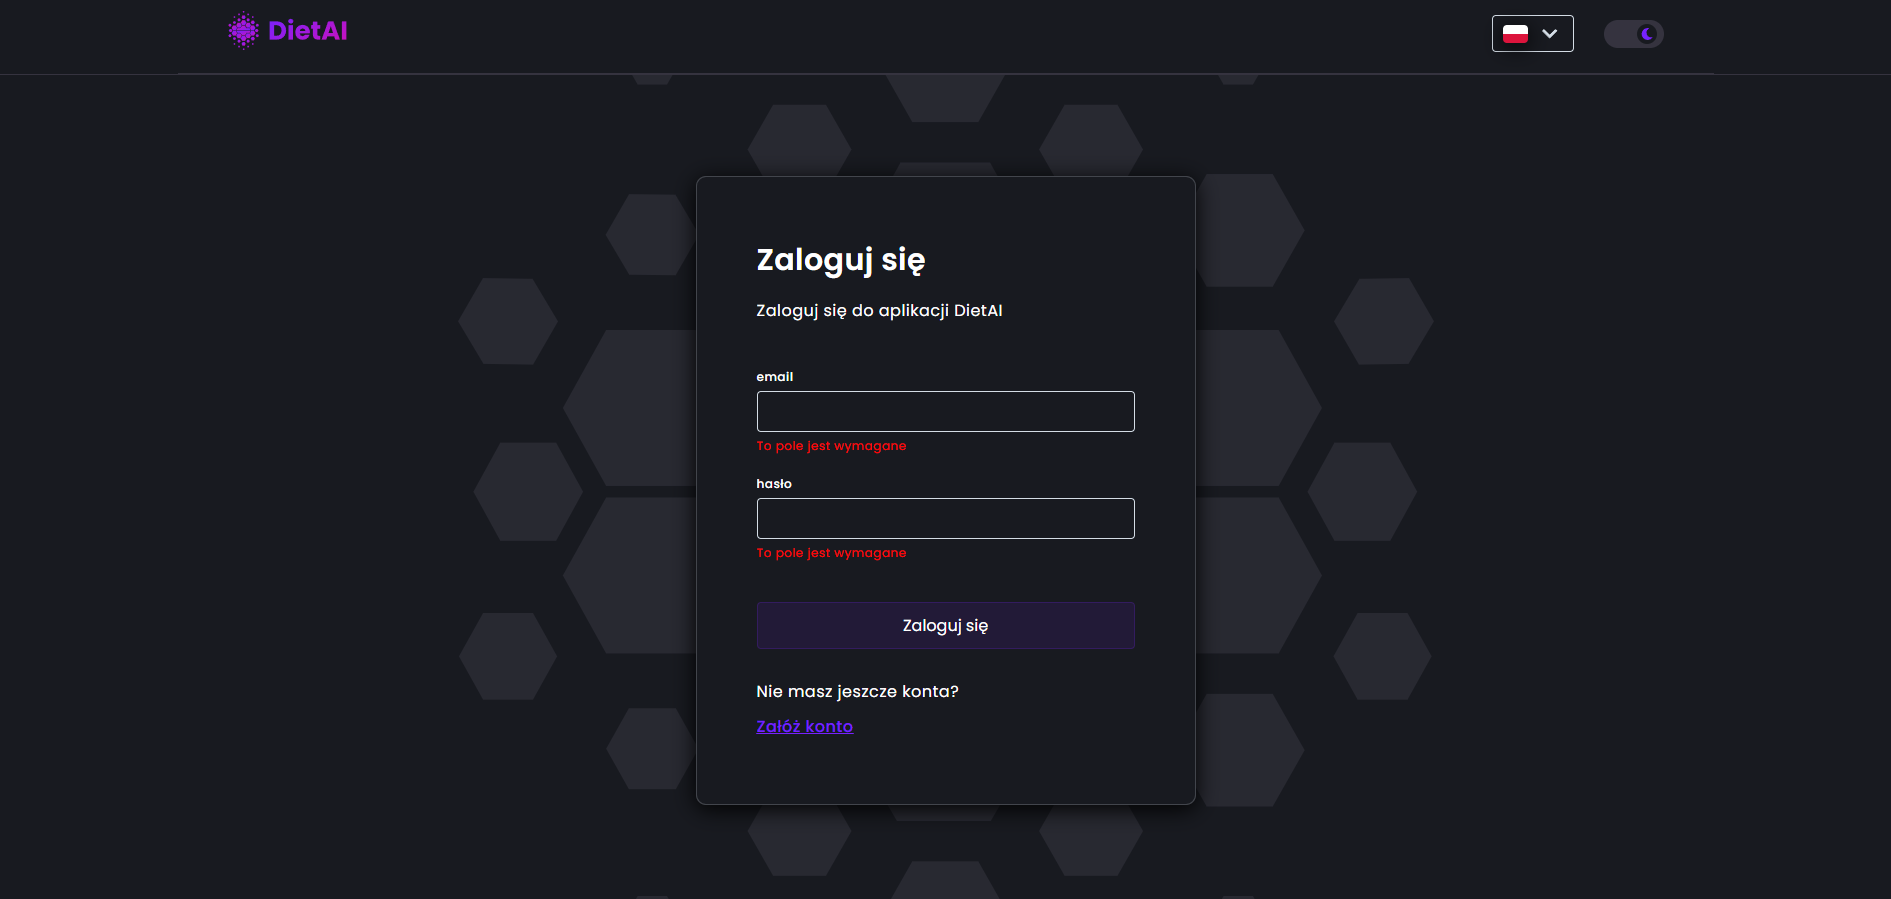 DietAI
Zaloguj się
Zaloguj się do aplikacji DietAI
email
To pole jest wymagane
hasło
To pole jest wymagane
Zaloguj się
Nie masz jeszcze konta?
Załóż konto